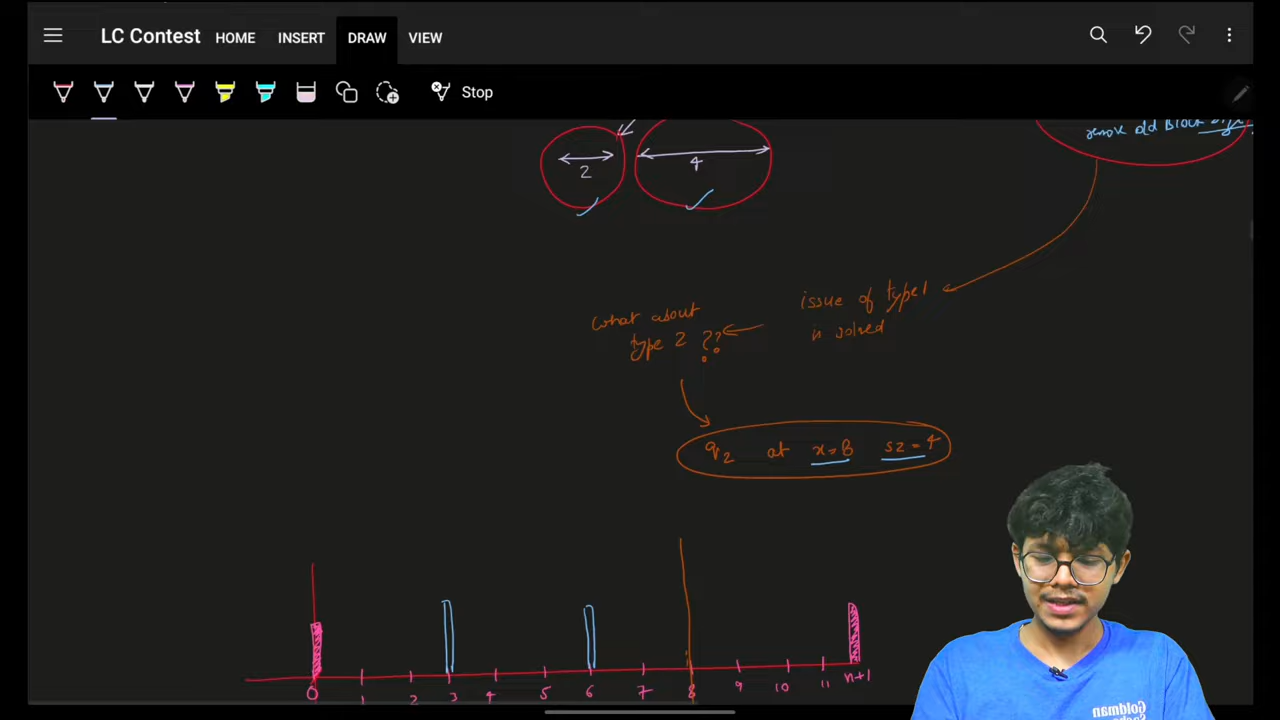 LC Contest HOME INSERT DRAW VIEW
Stop
remove old Block
2
4
issue of type 1
is solved
What about
type 2 ??
q2 at x=8 sz=4
0 1 2 3 4 5 6 7 8 9 10 11 n+1
Goldman
Sachs